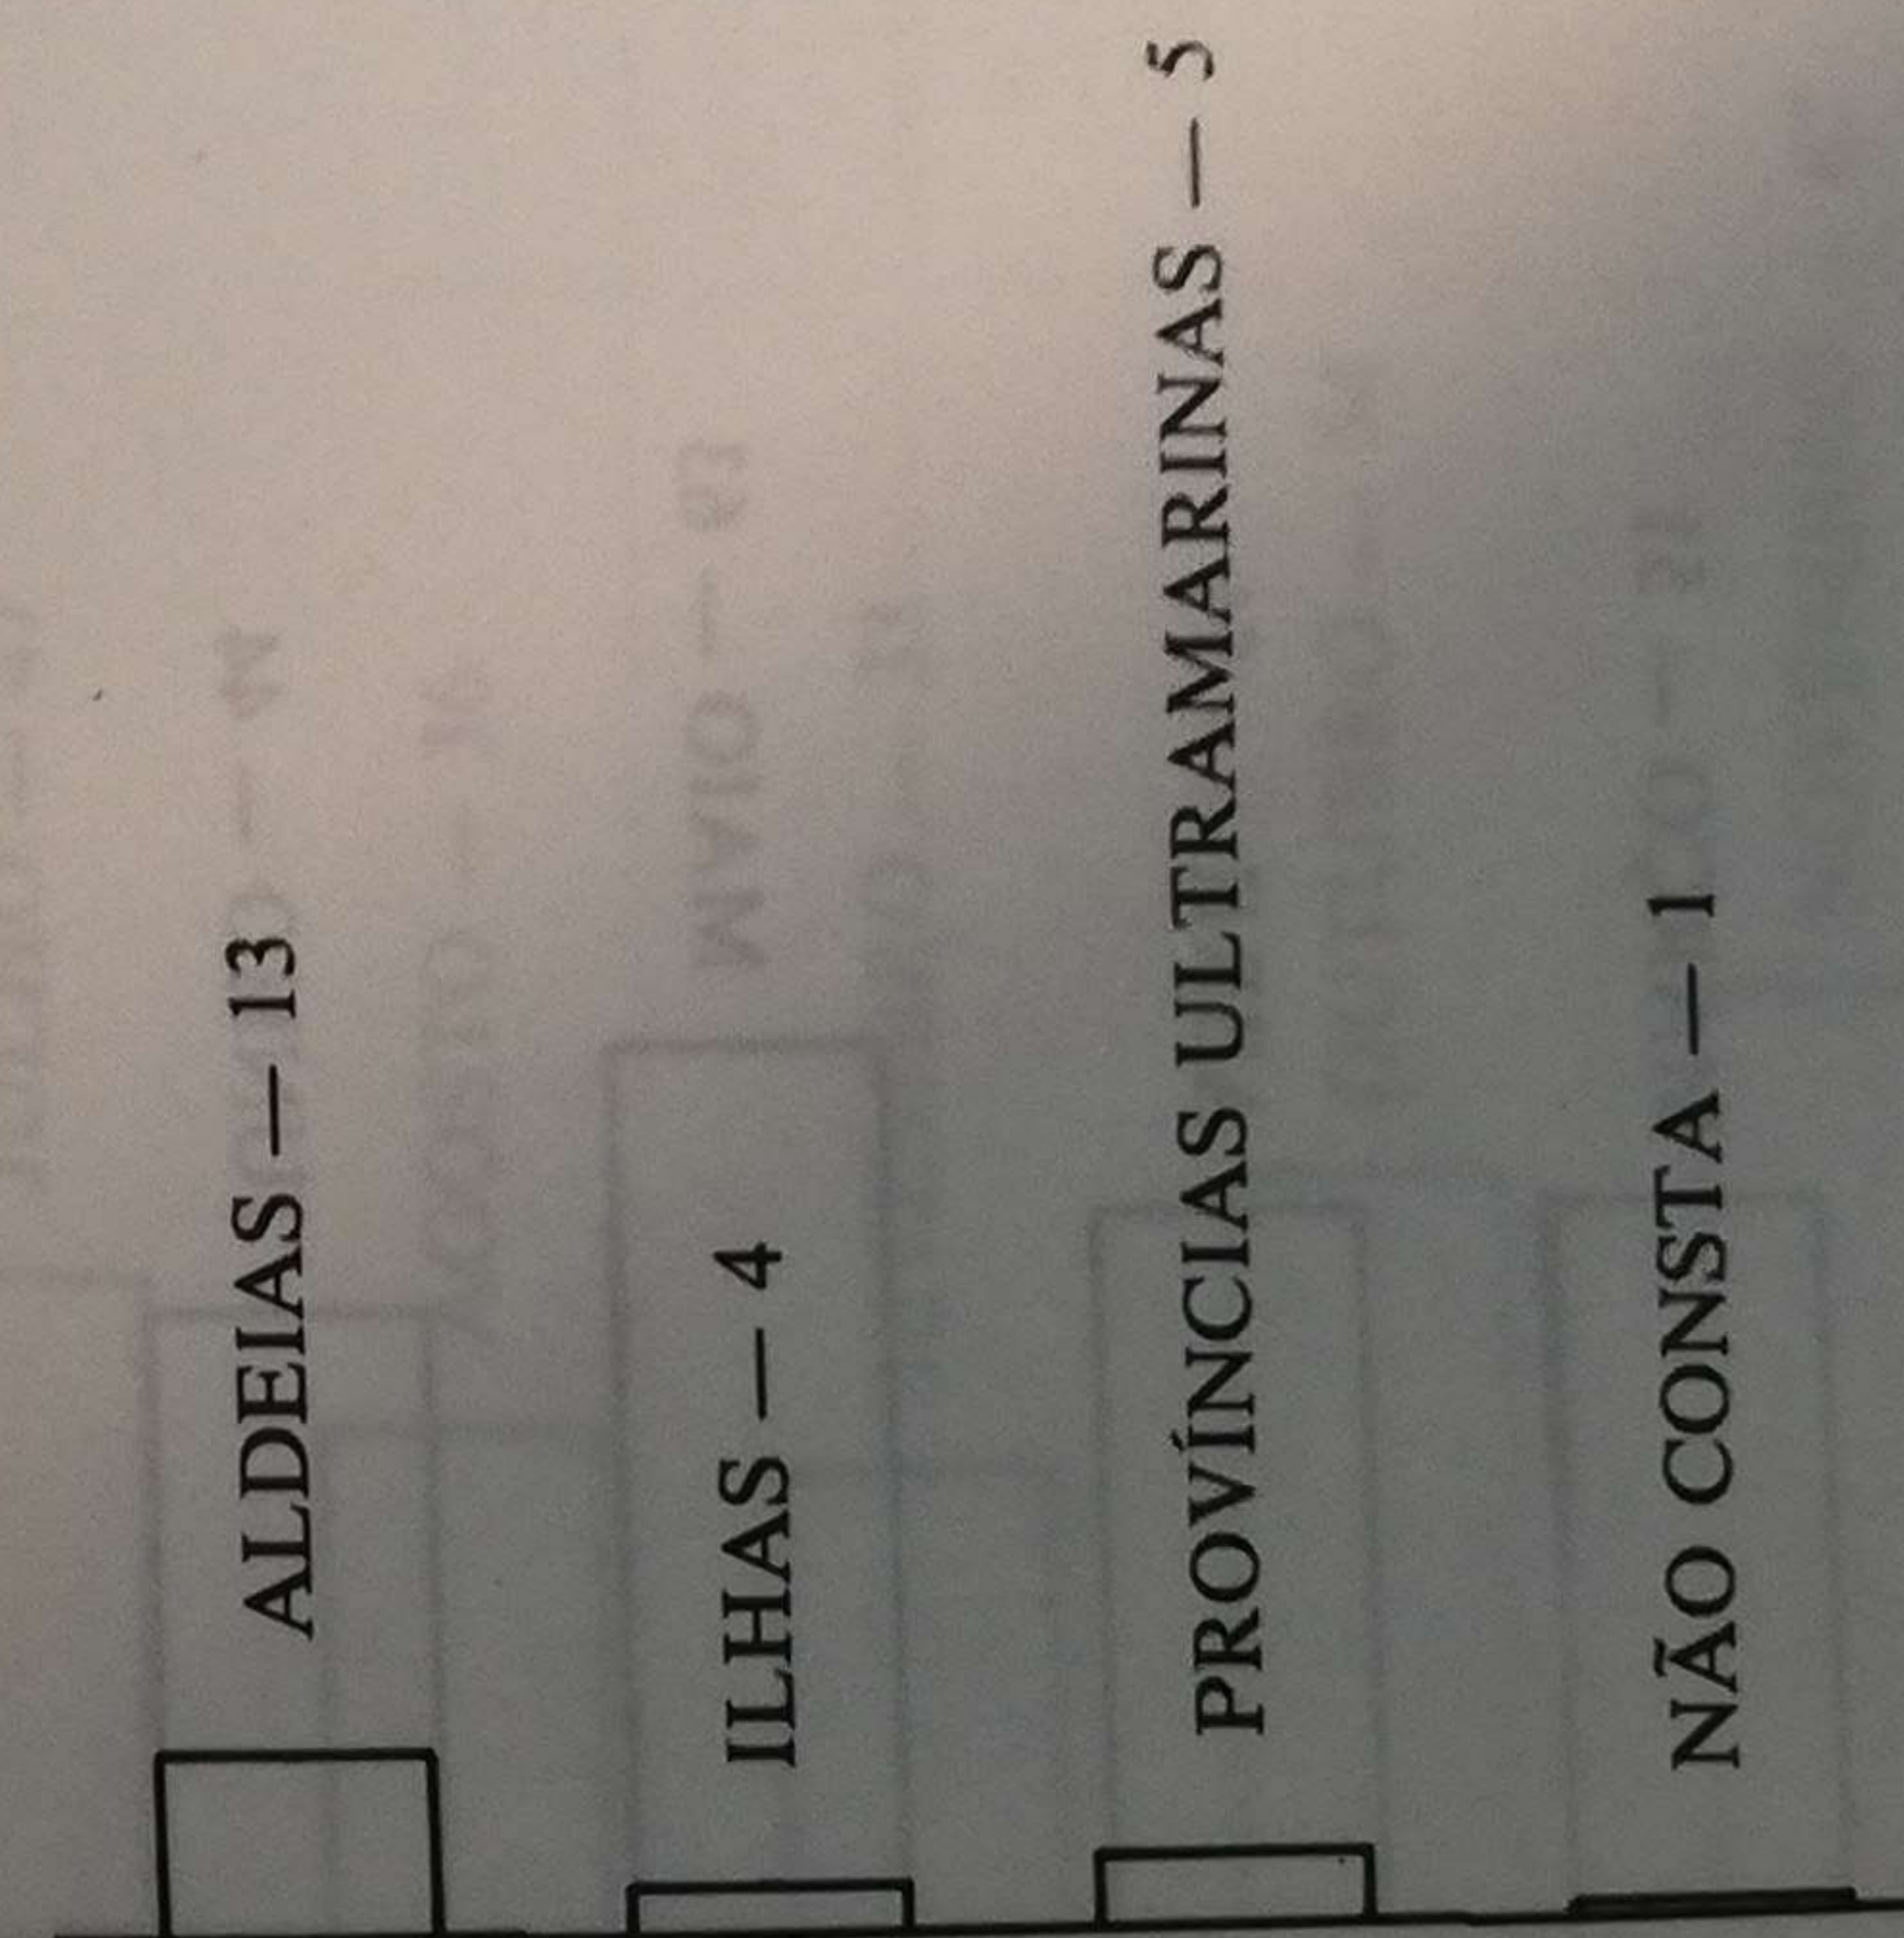 ALDEIAS — 13
ILHAS — 4
PROVÍNCIAS ULTRAMARINAS — 5
NÃO CONSTA — 1